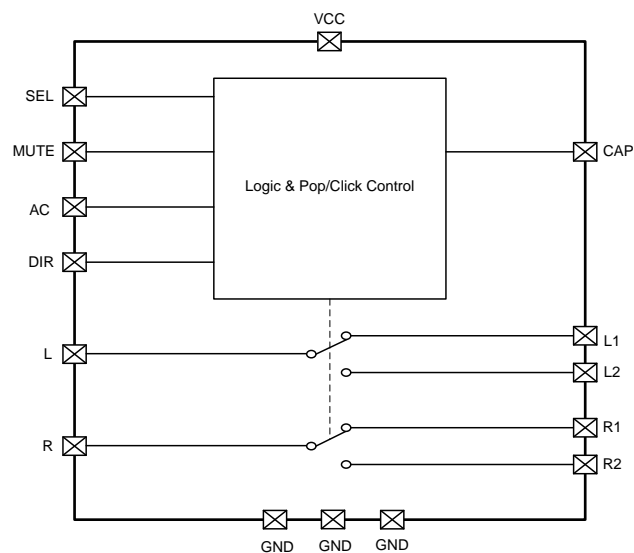 VCC
SEL
MUTE
CAP
Logic & Pop/Click Control
AC
DIR
L
L1
L2
R1
R
R2
GND
GND
GND